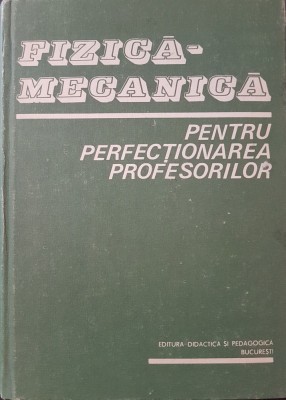 FIZICĂ-
MECANICĂ
PENTRU
PERFECȚIONAREA
PROFESORILOR
EDITURA DIDACTICĂ ȘI PEDAGOGICĂ
BUCUREȘTI